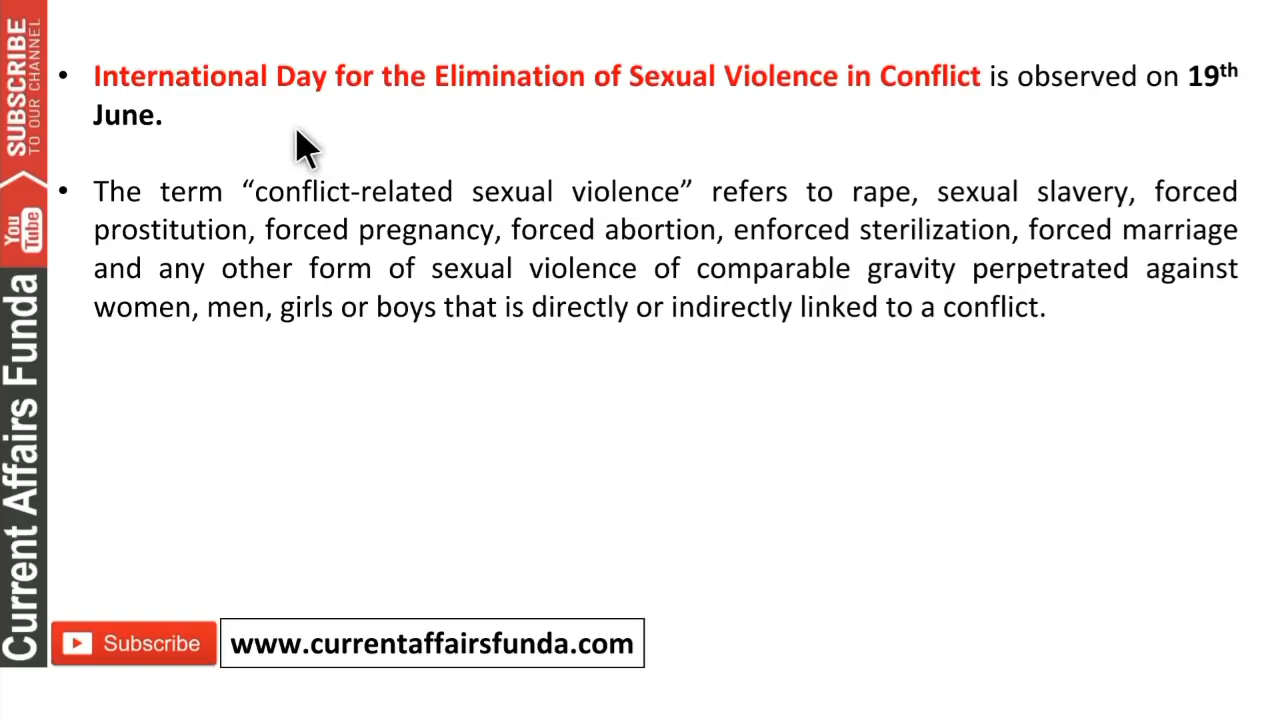 • International Day for the Elimination of Sexual Violence in Conflict is observed on 19th
June.
• The term “conflict-related sexual violence” refers to rape, sexual slavery, forced
prostitution, forced pregnancy, forced abortion, enforced sterilization, forced marriage
and any other form of sexual violence of comparable gravity perpetrated against
women, men, girls or boys that is directly or indirectly linked to a conflict.
SUBSCRIBE
TO OUR CHANNEL
You
Tube
Current Affairs Funda
Subscribe
www.currentaffairsfunda.com